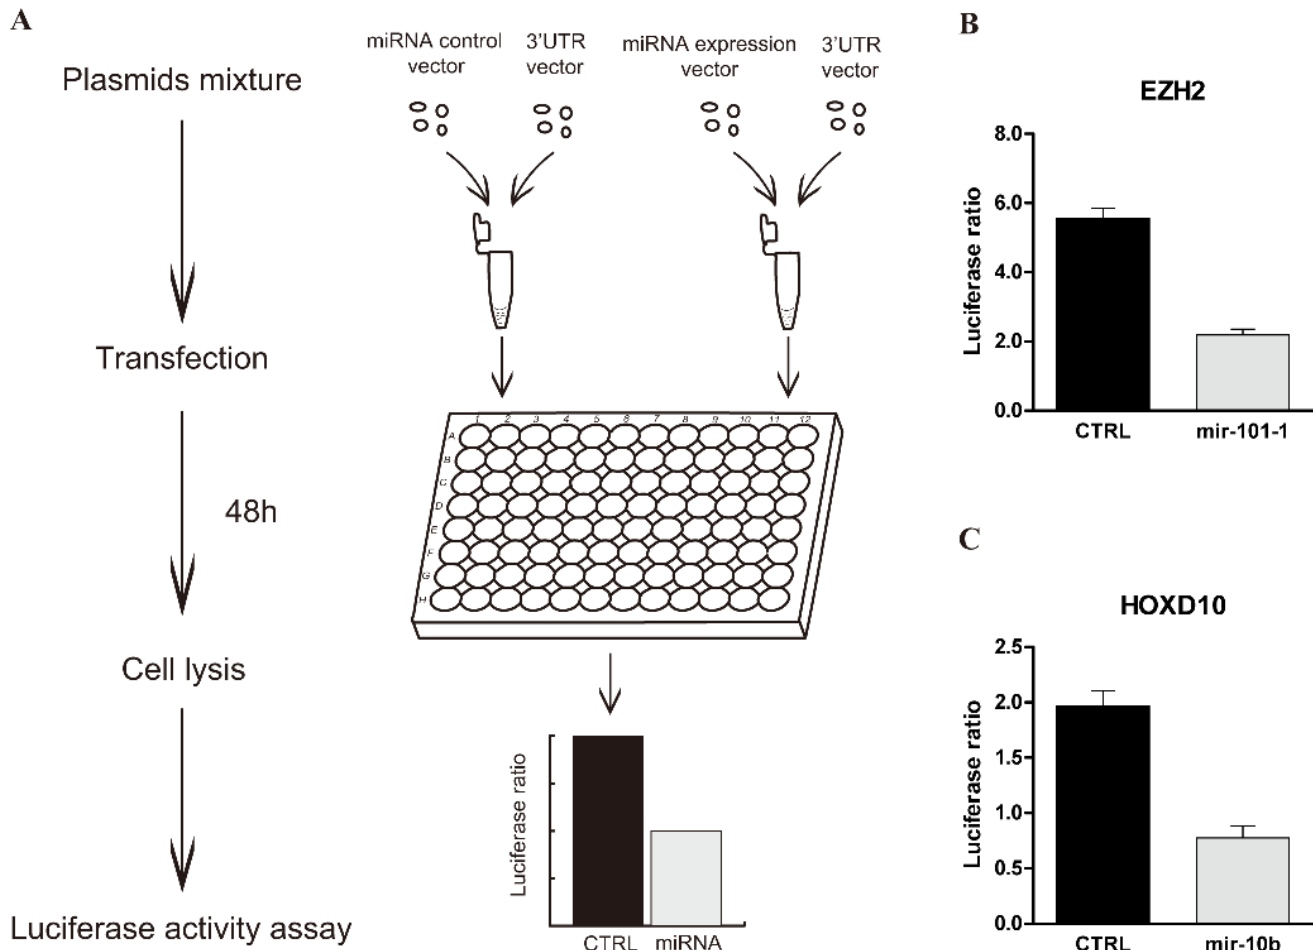 A
Plasmids mixture
Transfection
48h
Cell lysis
Luciferase activity assay
miRNA control
vector
3'UTR
vector
miRNA expression
vector
3'UTR
vector
1 2 3 4 5 6 7 8 9 10 11 12
A
B
C
D
E
F
G
H
Luciferase ratio
CTRL miRNA
B
EZH2
Luciferase ratio
8.0
6.0
4.0
2.0
0.0
CTRL mir-101-1
C
HOXD10
Luciferase ratio
2.5
2.0
1.5
1.0
0.5
0.0
CTRL mir-10b